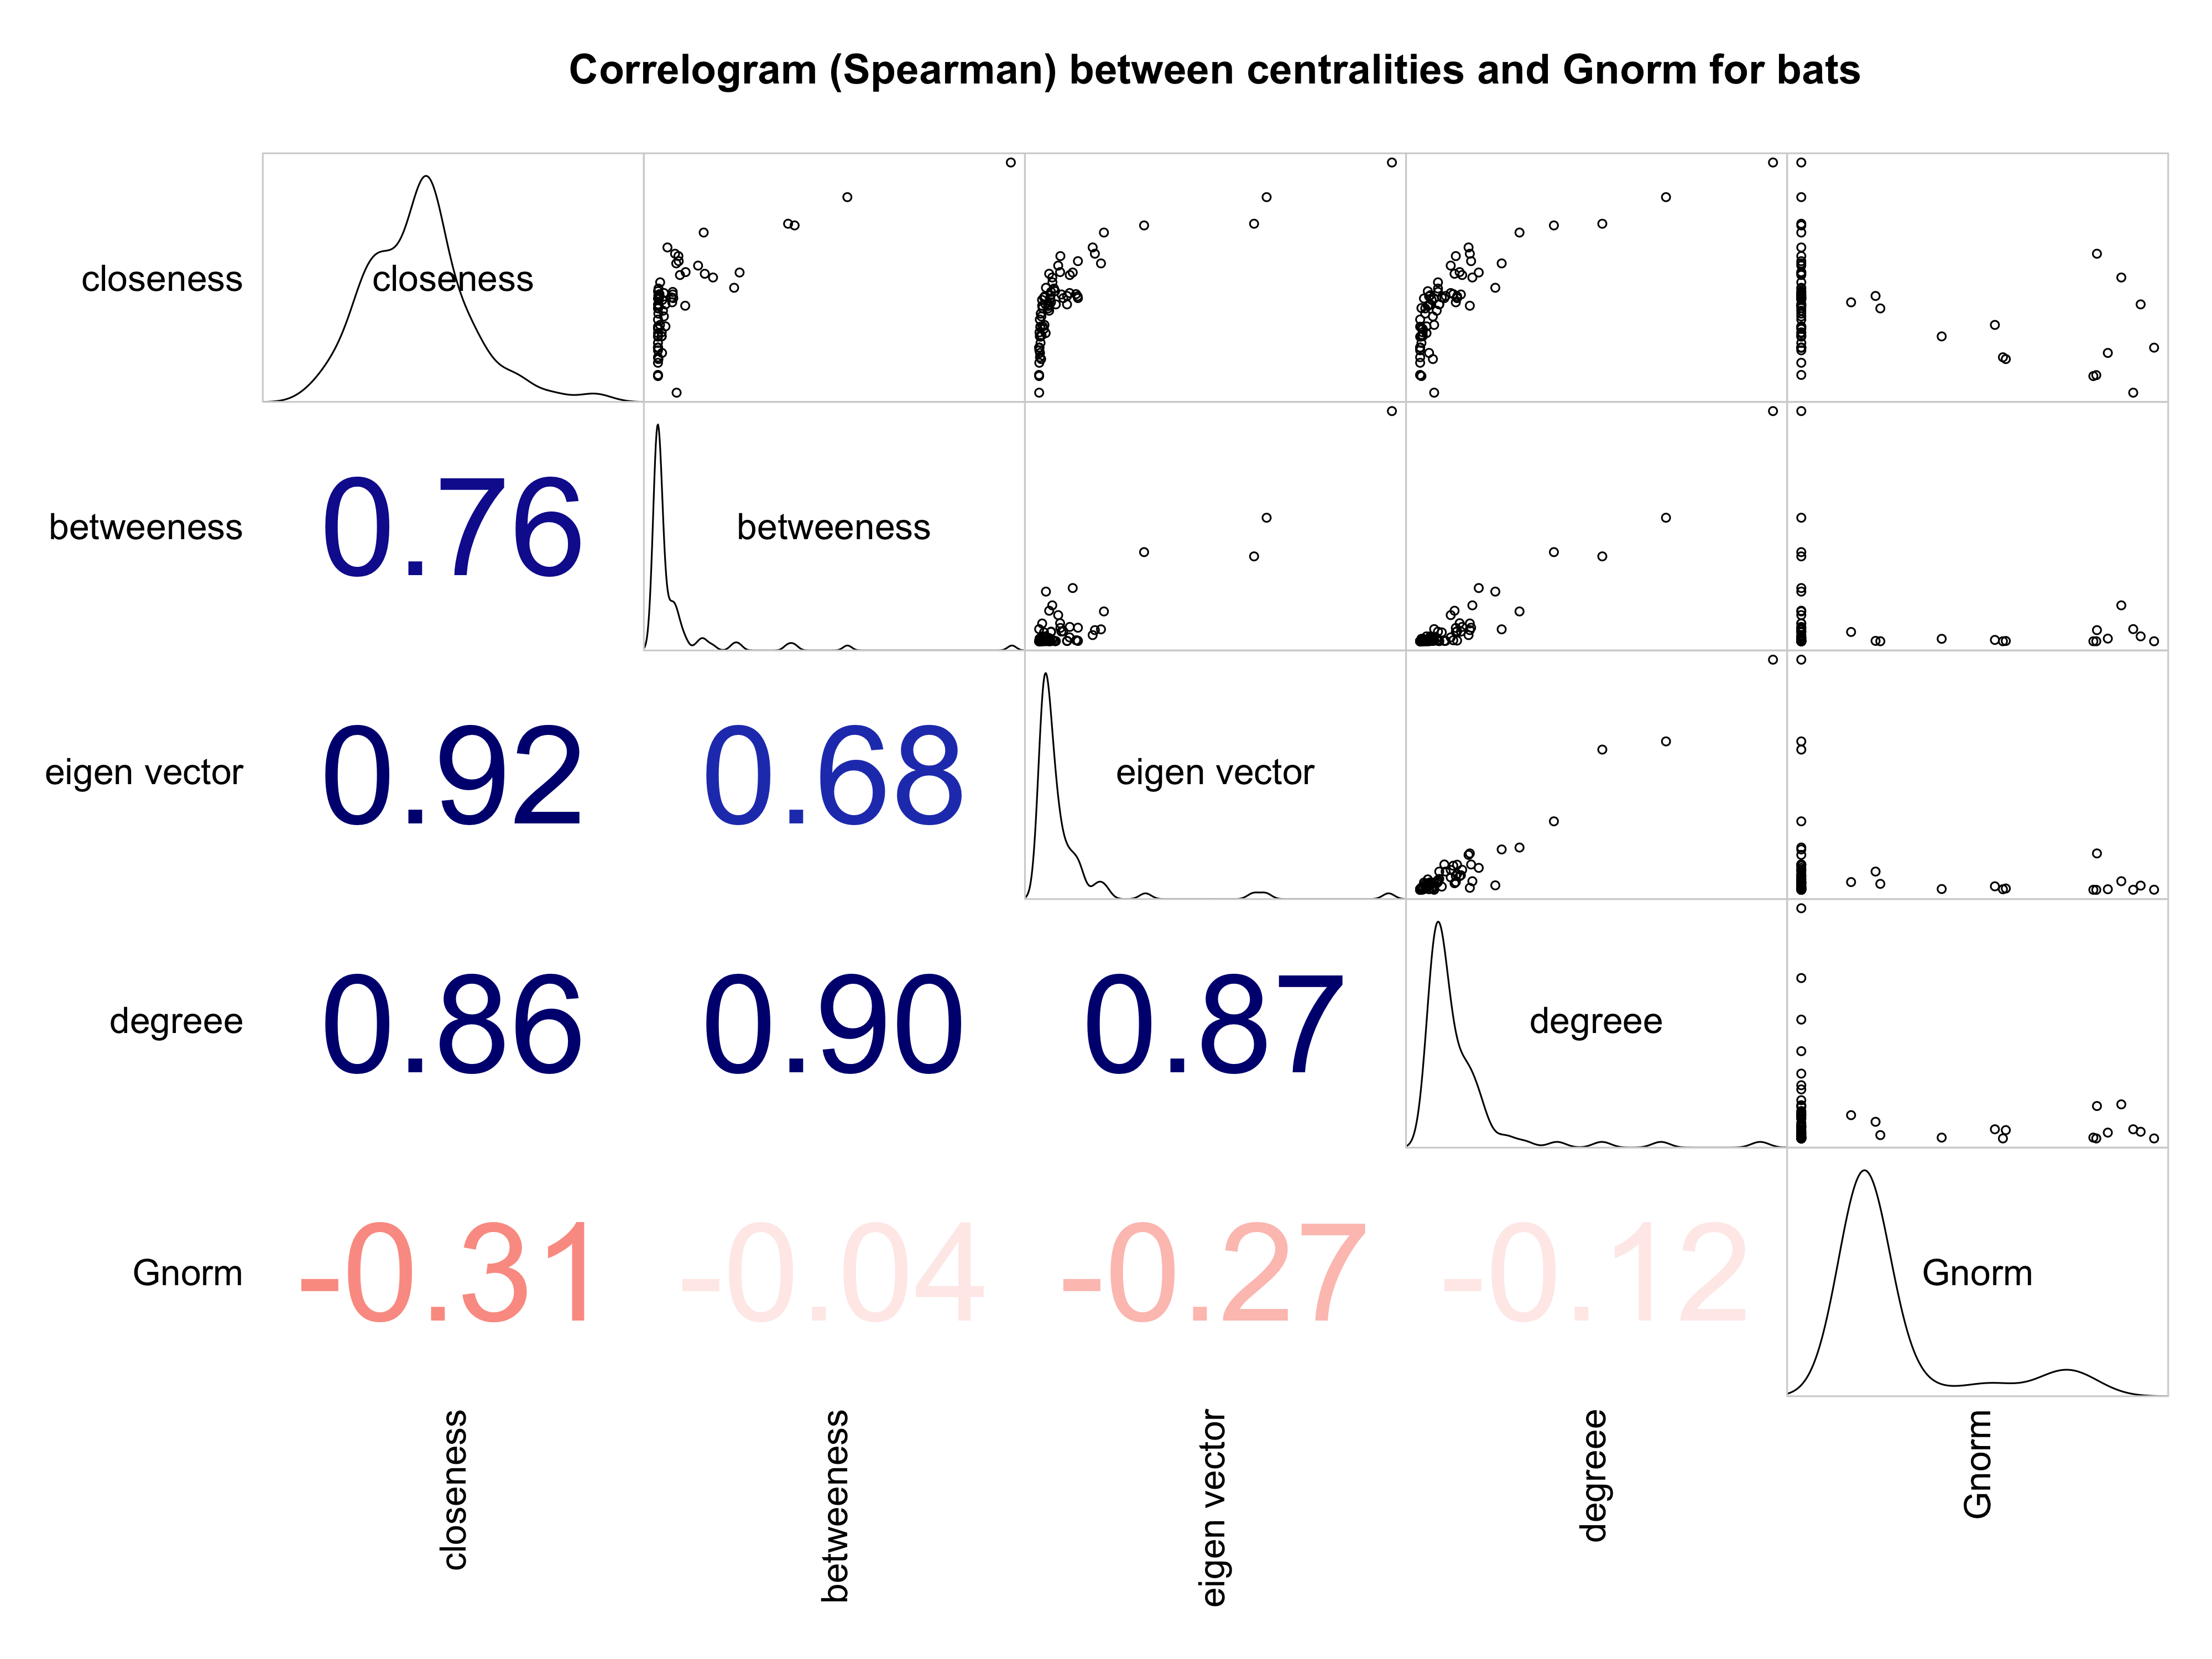 Correlogram (Spearman) between centralities and Gnorm for bats
closeness closeness
betweeness 0.76 betweeness
eigen vector 0.92 0.68 eigen vector
degreee 0.86 0.90 0.87 degreee
Gnorm -0.31 -0.04 -0.27 -0.12 Gnorm
closeness
betweeness
eigen vector
degreee
Gnorm